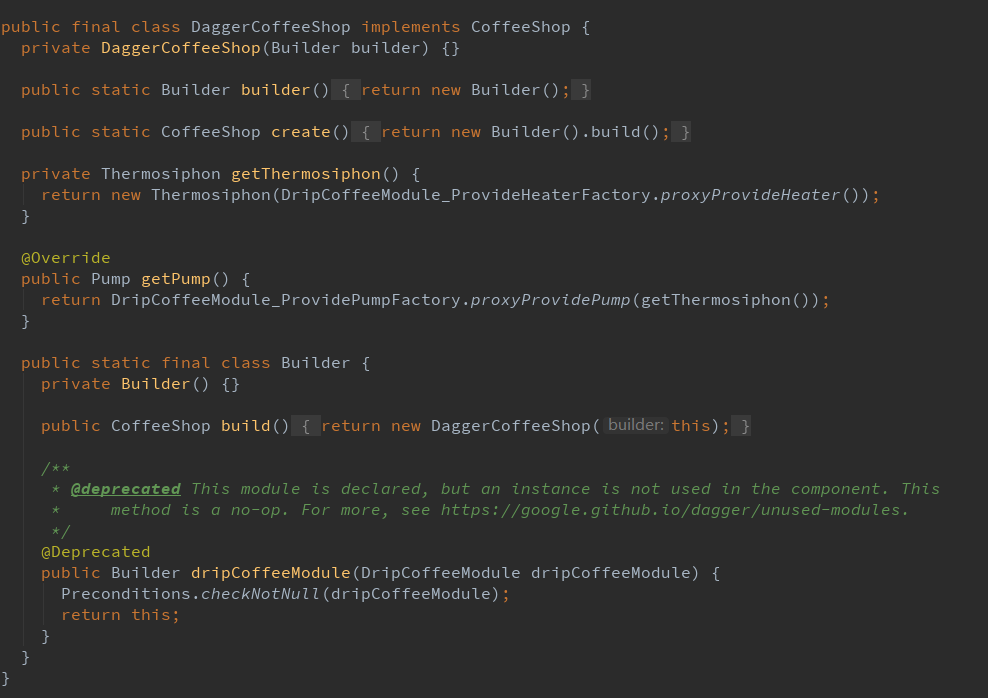 public final class DaggerCoffeeShop implements CoffeeShop {
  private DaggerCoffeeShop(Builder builder) {}

  public static Builder builder() { return new Builder(); }

  public static CoffeeShop create() { return new Builder().build(); }

  private Thermosiphon getThermosiphon() {
    return new Thermosiphon(DripCoffeeModule_ProvideHeaterFactory.proxyProvideHeater());
  }

  @Override
  public Pump getPump() {
    return DripCoffeeModule_ProvidePumpFactory.proxyProvidePump(getThermosiphon());
  }

  public static final class Builder {
    private Builder() {}

    public CoffeeShop build() { return new DaggerCoffeeShop( builder: this); }

    /**
     * @deprecated This module is declared, but an instance is not used in the component. This
     *     method is a no-op. For more, see https://google.github.io/dagger/unused-modules.
     */
    @Deprecated
    public Builder dripCoffeeModule(DripCoffeeModule dripCoffeeModule) {
      Preconditions.checkNotNull(dripCoffeeModule);
      return this;
    }
  }
}